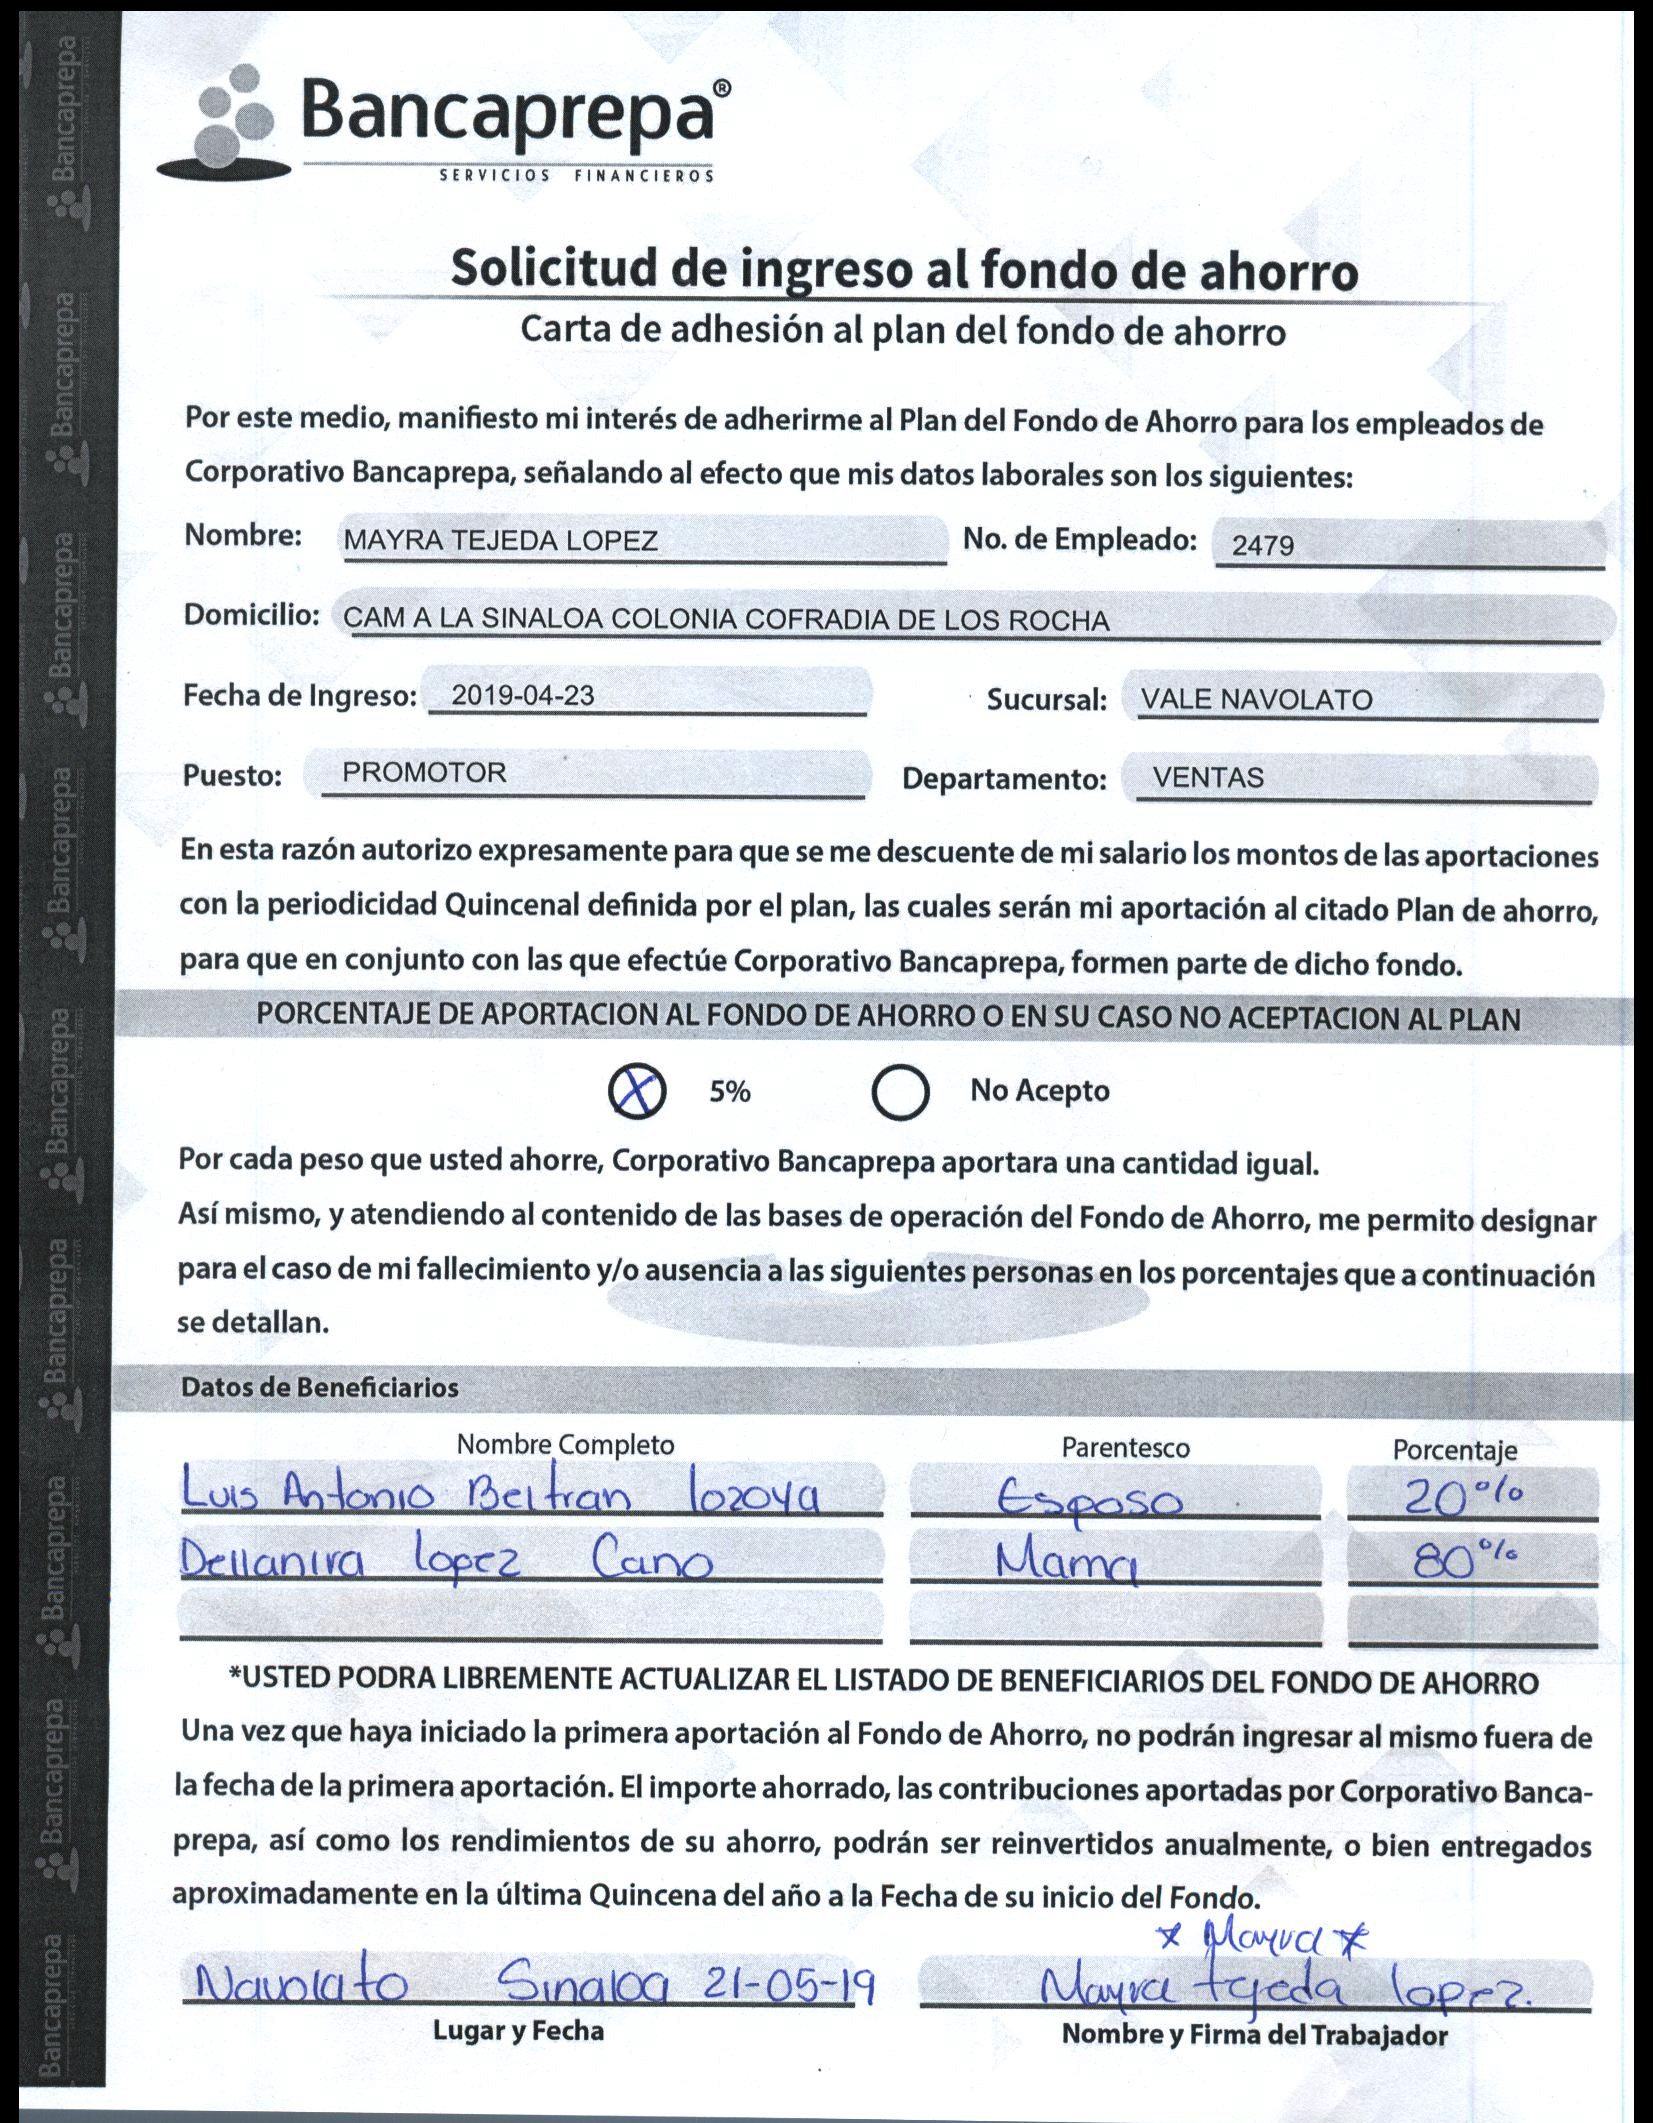 Bancaprepa®
SERVICIOS FINANCIEROS
Solicitud de ingreso al fondo de ahorro
Carta de adhesión al plan del fondo de ahorro
Por este medio, manifiesto mi interés de adherirme al Plan del Fondo de Ahorro para los empleados de
Corporativo Bancaprepa, señalando al efecto que mis datos laborales son los siguientes:
Nombre: MAYRA TEJEDA LOPEZ No. de Empleado: 2479
Domicilio: CAM A LA SINALOA COLONIA COFRADIA DE LOS ROCHA
Fecha de Ingreso: 2019-04-23 Sucursal: VALE NAVOLATO
Puesto: PROMOTOR Departamento: VENTAS
En esta razón autorizo expresamente para que se me descuente de mi salario los montos de las aportaciones
con la periodicidad Quincenal definida por el plan, las cuales serán mi aportación al citado Plan de ahorro,
para que en conjunto con las que efectúe Corporativo Bancaprepa, formen parte de dicho fondo.
PORCENTAJE DE APORTACION AL FONDO DE AHORRO O EN SU CASO NO ACEPTACION AL PLAN
X 5% No Acepto
Por cada peso que usted ahorre, Corporativo Bancaprepa aportara una cantidad igual.
Así mismo, y atendiendo al contenido de las bases de operación del Fondo de Ahorro, me permito designar
para el caso de mi fallecimiento y/o ausencia a las siguientes personas en los porcentajes que a continuación
se detallan.
Datos de Beneficiarios
Nombre Completo Parentesco Porcentaje
Luis Antonio Beltran lozoya Esposo 20%
Dellanira lopez Cano Mama 80%
*USTED PODRA LIBREMENTE ACTUALIZAR EL LISTADO DE BENEFICIARIOS DEL FONDO DE AHORRO
Una vez que haya iniciado la primera aportación al Fondo de Ahorro, no podrán ingresar al mismo fuera de
la fecha de la primera aportación. El importe ahorrado, las contribuciones aportadas por Corporativo Banca-
prepa, así como los rendimientos de su ahorro, podrán ser reinvertidos anualmente, o bien entregados
aproximadamente en la última Quincena del año a la Fecha de su inicio del Fondo.
* Mayra *
Navolato Sinaloa 21-05-19 Mayra tejeda lopez.
Lugar y Fecha Nombre y Firma del Trabajador
Bancaprepa
Bancaprepa
Bancaprepa
Bancaprepa
Bancaprepa
Bancaprepa
Bancaprepa
Bancaprepa
Bancaprepa